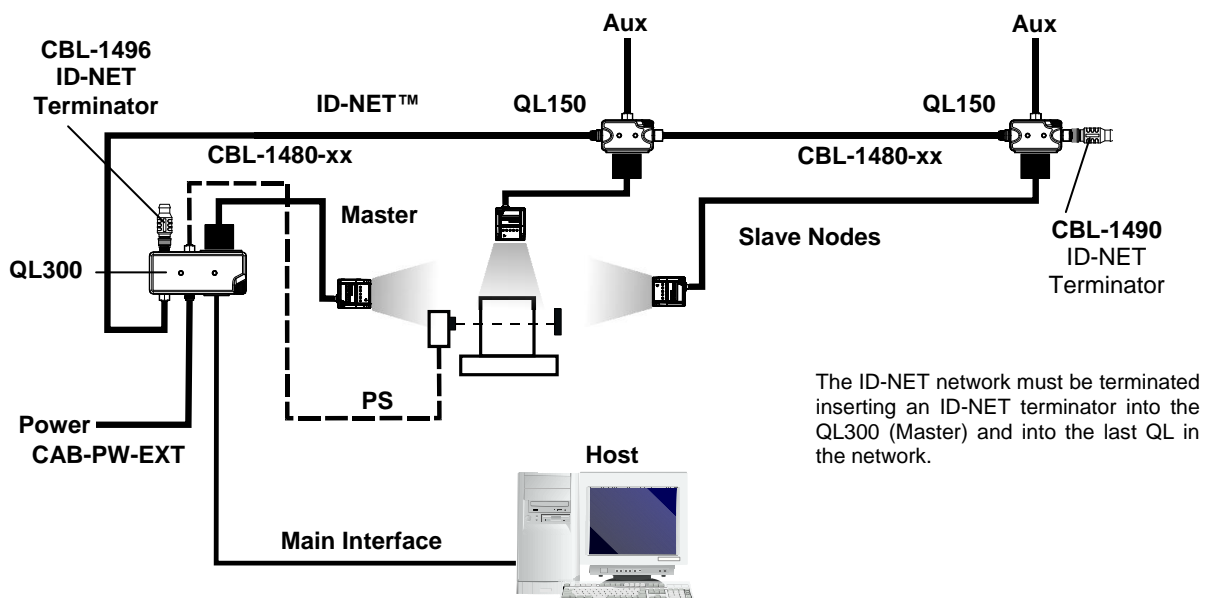 Aux
Aux
CBL-1496
ID-NET
Terminator
ID-NET™
QL150
QL150
CBL-1480-xx
CBL-1480-xx
Master
Slave Nodes
CBL-1490
ID-NET
Terminator
QL300
PS
Power
CAB-PW-EXT
The ID-NET network must be terminated
inserting an ID-NET terminator into the
QL300 (Master) and into the last QL in
the network.
Host
Main Interface